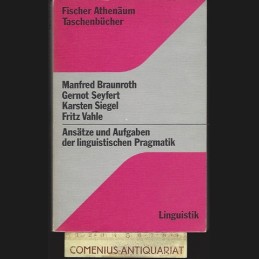 Fischer Athenäum
Taschenbücher
Manfred Braunroth
Gernot Seyfert
Karsten Siegel
Fritz Vahle
Ansätze und Aufgaben
der linguistischen Pragmatik
Linguistik
COMENIUS-ANTIQUARIAT